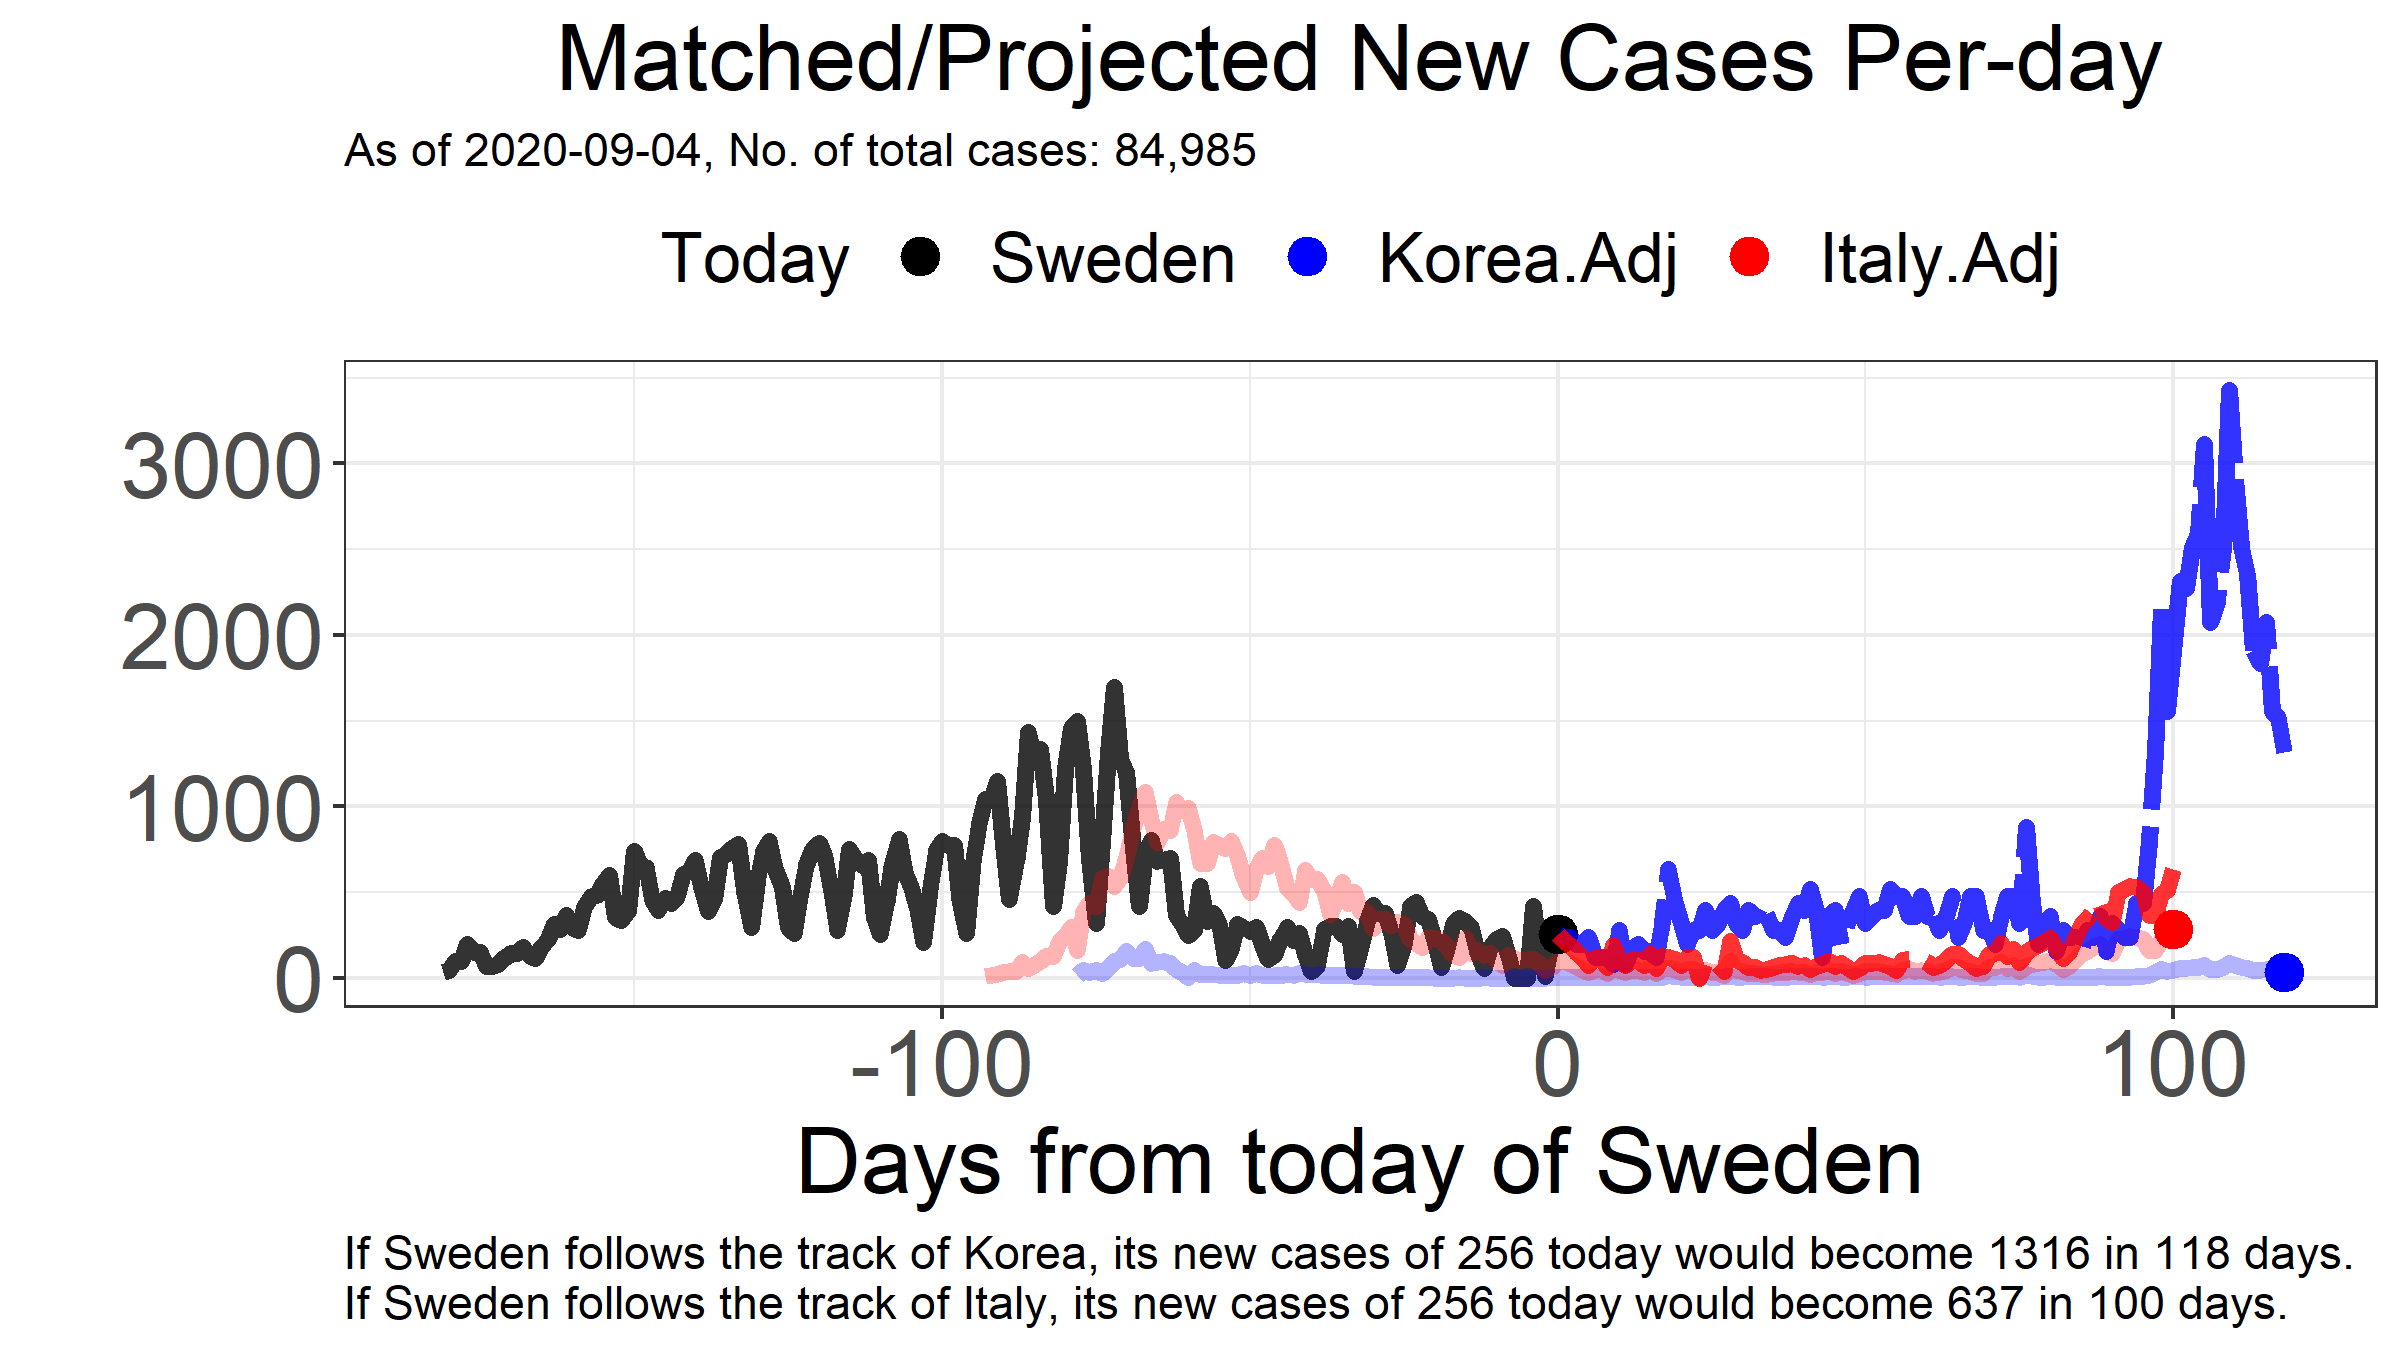 Matched/Projected New Cases Per-day
As of 2020-09-04, No. of total cases: 84,985
Today Sweden Korea.Adj Italy.Adj
3000
2000
1000
0
-100 0 100
Days from today of Sweden
If Sweden follows the track of Korea, its new cases of 256 today would become 1316 in 118 days.
If Sweden follows the track of Italy, its new cases of 256 today would become 637 in 100 days.